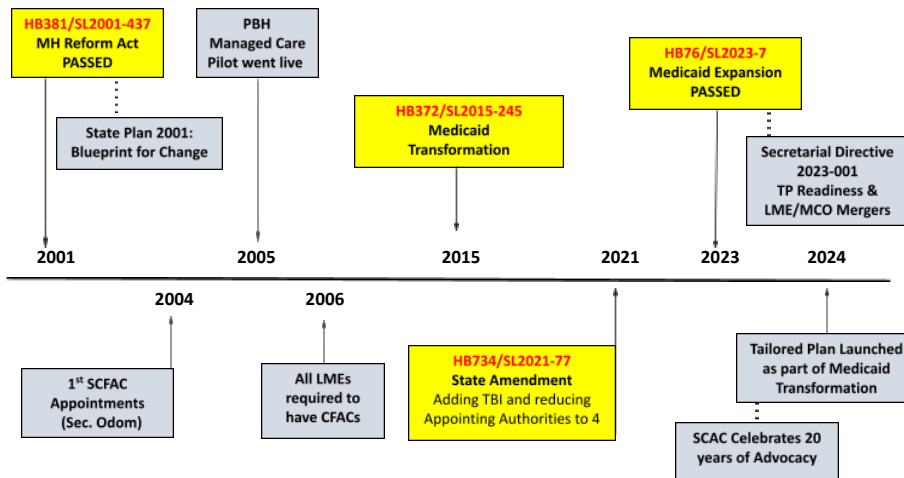 HB381/SL2001-437
MH Reform Act
PASSED
State Plan 2001:
Blueprint for Change
PBH
Managed Care
Pilot went live
HB372/SL2015-245
Medicaid
Transformation
HB76/SL2023-7
Medicaid Expansion
PASSED
Secretarial Directive
2023-001
TP Readiness &
LME/MCO Mergers
2001
2005
2015
2021
2023
2024
2004
2006
1st SCFAC
Appointments
(Sec. Odom)
All LMEs
required to
have CFACs
HB734/SL2021-77
State Amendment
Adding TBI and reducing
Appointing Authorities to 4
Tailored Plan Launched
as part of Medicaid
Transformation
SCAC Celebrates 20
years of Advocacy